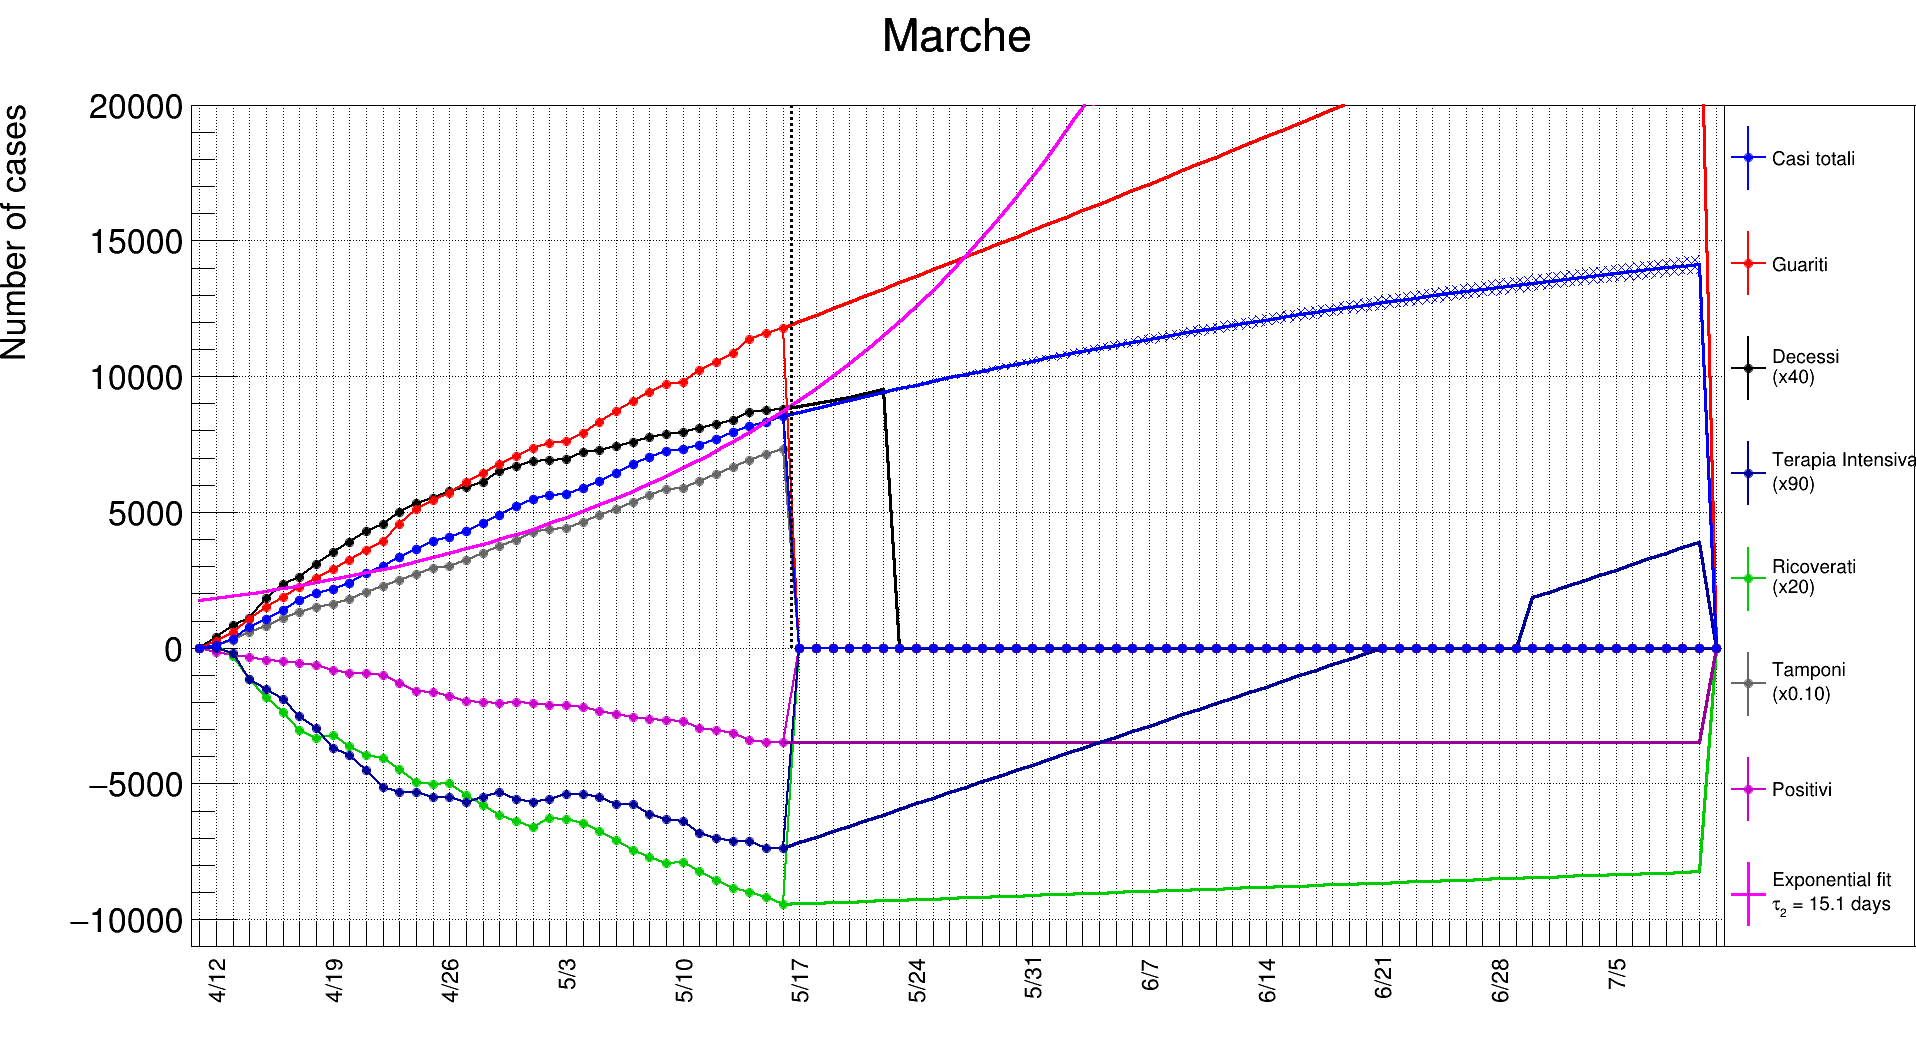 Marche
Number of cases
20000
15000
10000
5000
0
−5000
−10000
4/12
4/19
4/26
5/3
5/10
5/17
5/24
5/31
6/7
6/14
6/21
6/28
7/5
Casi totali
Guariti
Decessi
(x40)
Terapia Intensiva
(x90)
Ricoverati
(x20)
Tamponi
(x0.10)
Positivi
Exponential fit
τ2 = 15.1 days